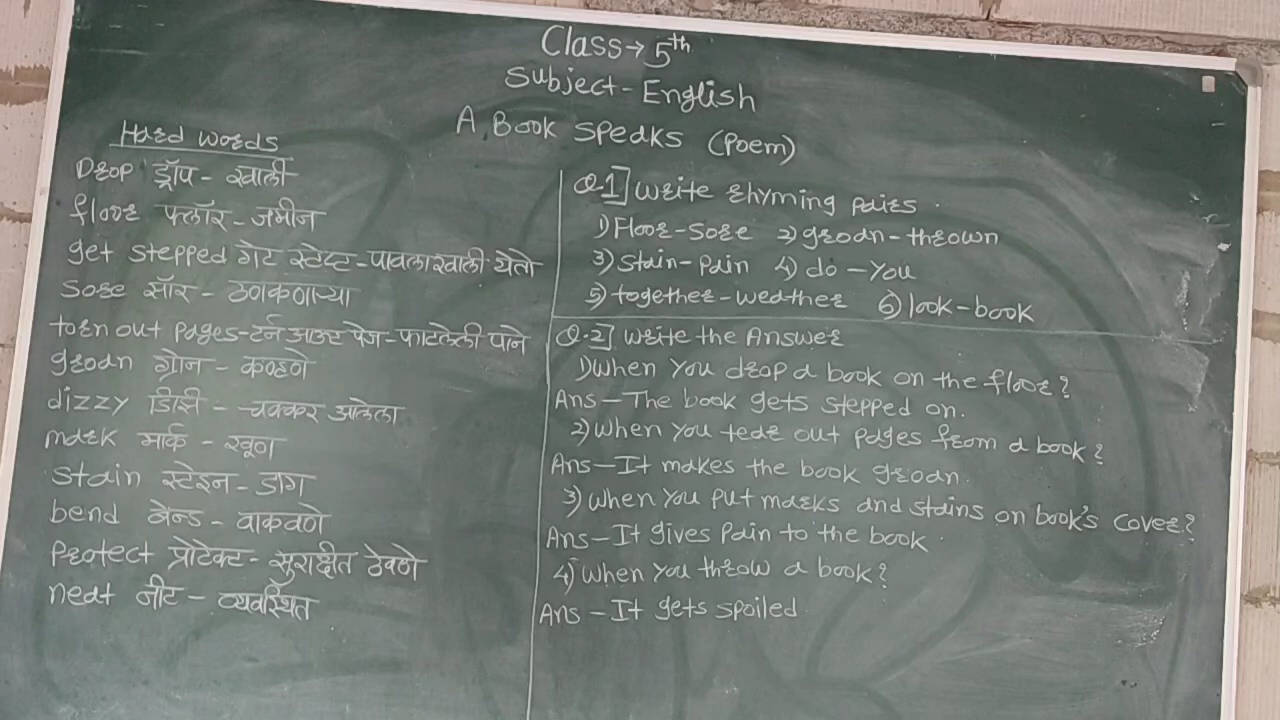 Class → 5th
Subject - English
A Book Speaks (Poem)
Hard words
Drop ड्रॉप - खाली
floor फ्लॉर - जमीन
get stepped गेट स्टेप्ट - पावलाखाली येतो
sore सॉर - ठणकणाऱ्या
torn out pages - टर्न आऊट पेज - फाटलेली पाने
groan ग्रोन - कण्हणे
dizzy डिझी - चक्कर आलेला
mark मार्क - खूण
stain स्टेइन - डाग
bend बेन्ड - वाकवणे
Protect प्रोटेक्ट - सुराक्षीत ठेवणे
neat नीट - व्यवस्थित
Q.1] Write rhyming pairs.
1) Floor - sore 2) groan - thrown
3) stain - pain 4) do - you
5) together - weather 6) look - book
Q.2] Write the Answer
1) When you drop a book on the floor?
Ans - The book gets stepped on.
2) When you tear out pages from a book?
Ans - It makes the book groan.
3) When you put marks and stains on book's cover?
Ans - It gives pain to the book.
4) When you throw a book?
Ans - It gets spoiled